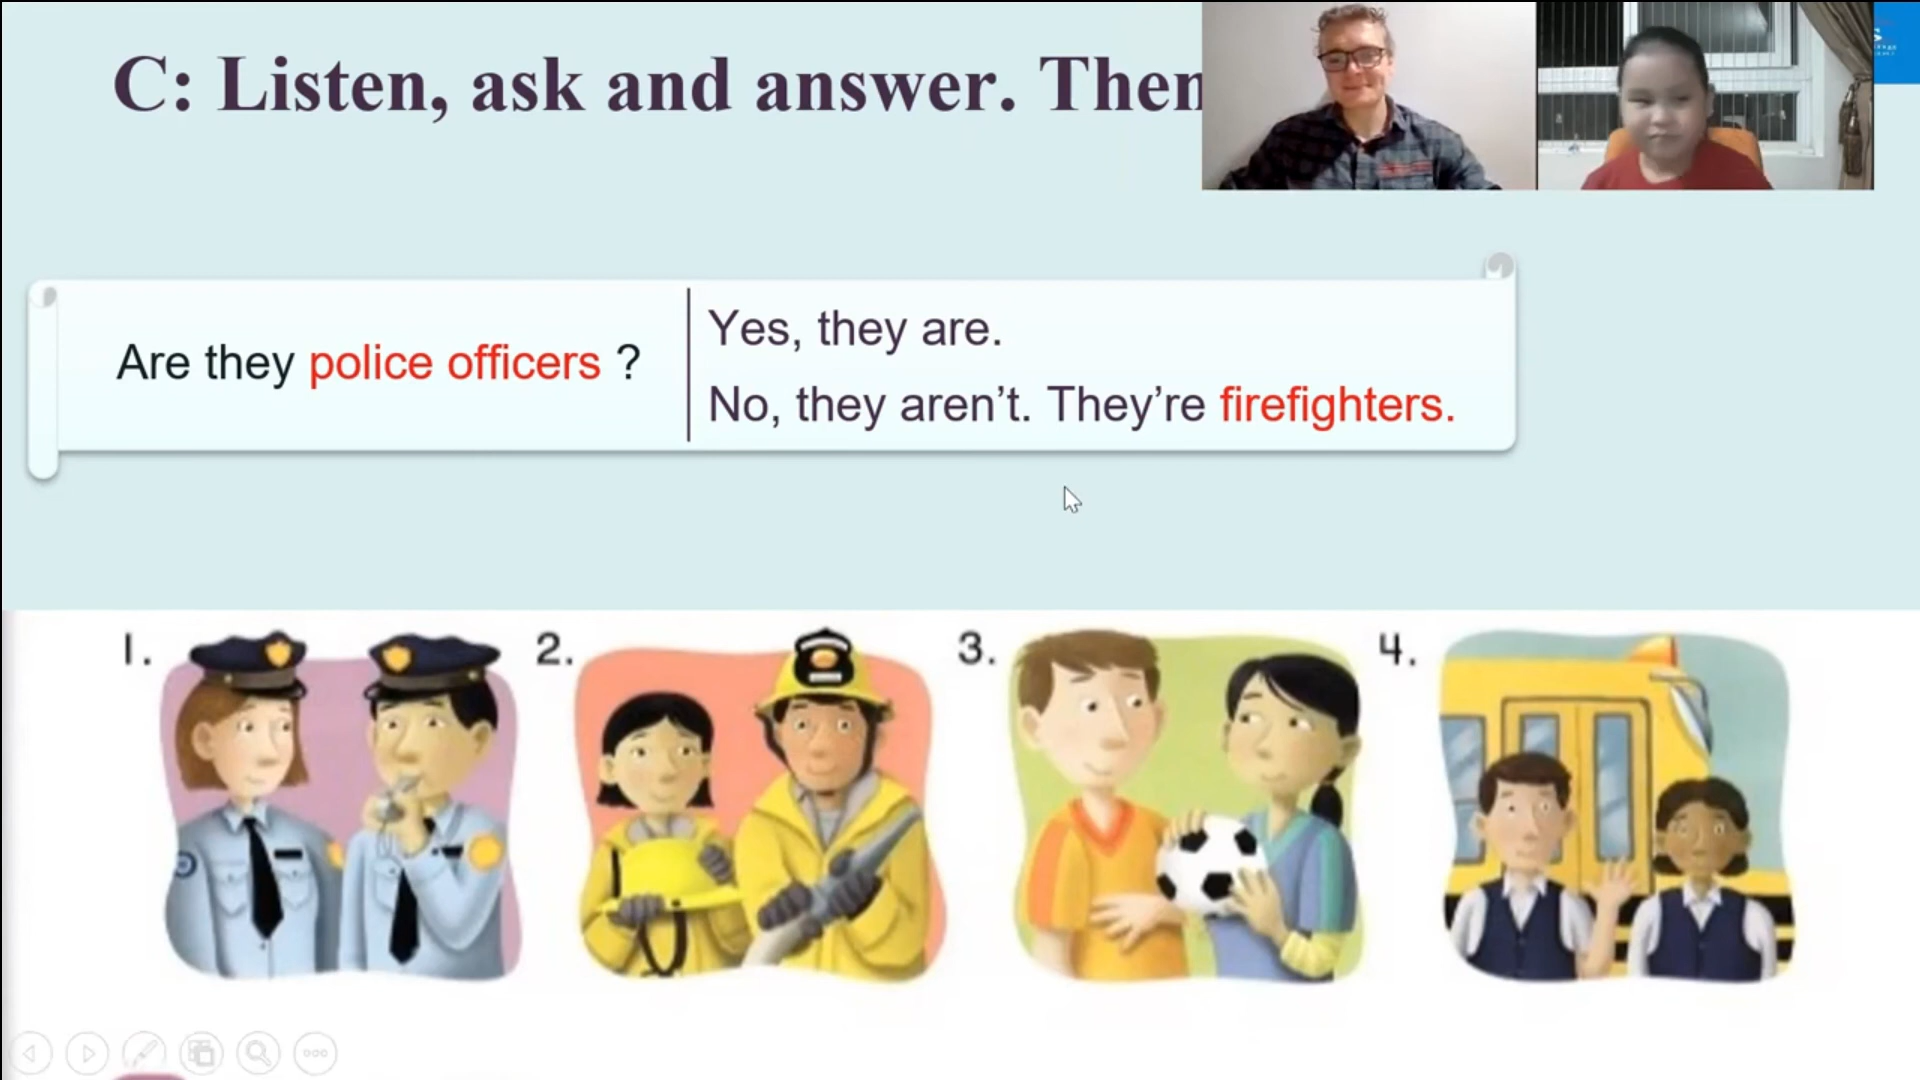 C: Listen, ask and answer. Then
Are they police officers ?
Yes, they are.
No, they aren’t. They’re firefighters.
1.
2.
3.
4.